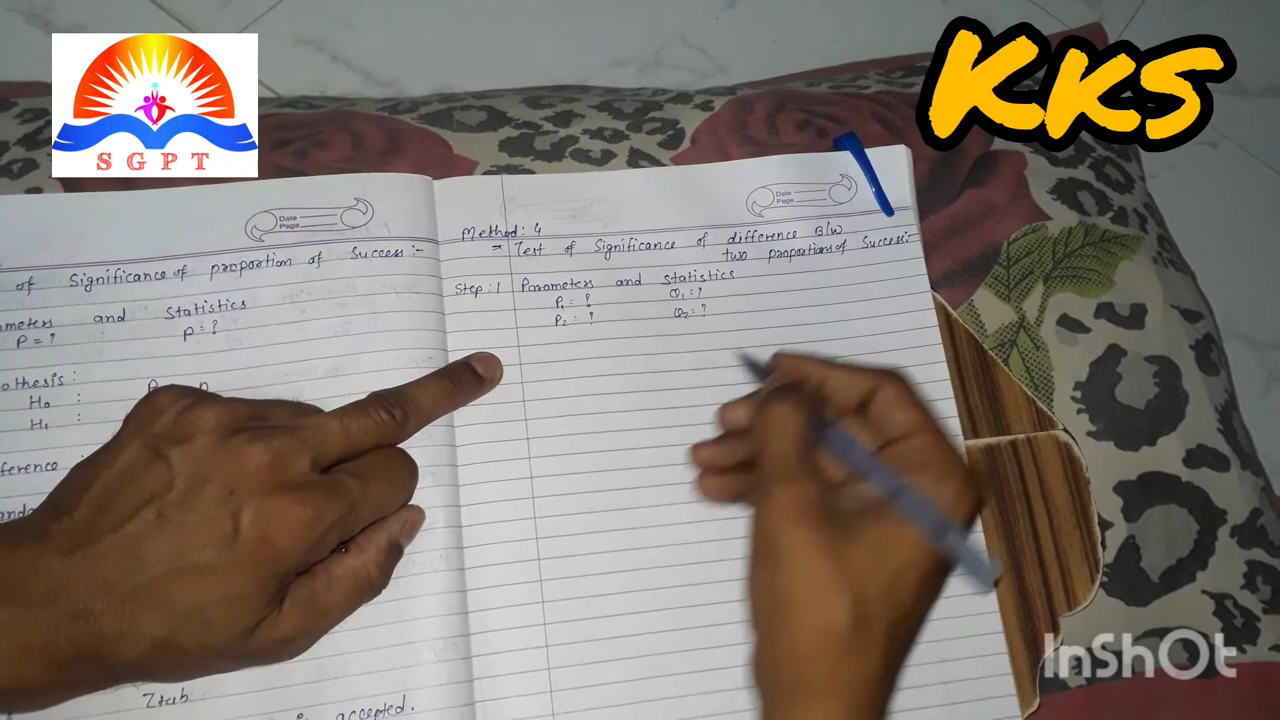 SGPT
KKS
Date
Page
of Significance of proportion of Success:-
ameters and Statistics
P = ? p = ?
othesis :
H₀ :
H₁ :
ference :
Ztab
accepted.
Date
Page
Method: 4
⇒ Test of Significance of difference B/W
two proportions of Success:-
Step: 1 Parameters and statistics
P₁ = ? Q₁ = ?
P₂ = ? Q₂ = ?
InShOt